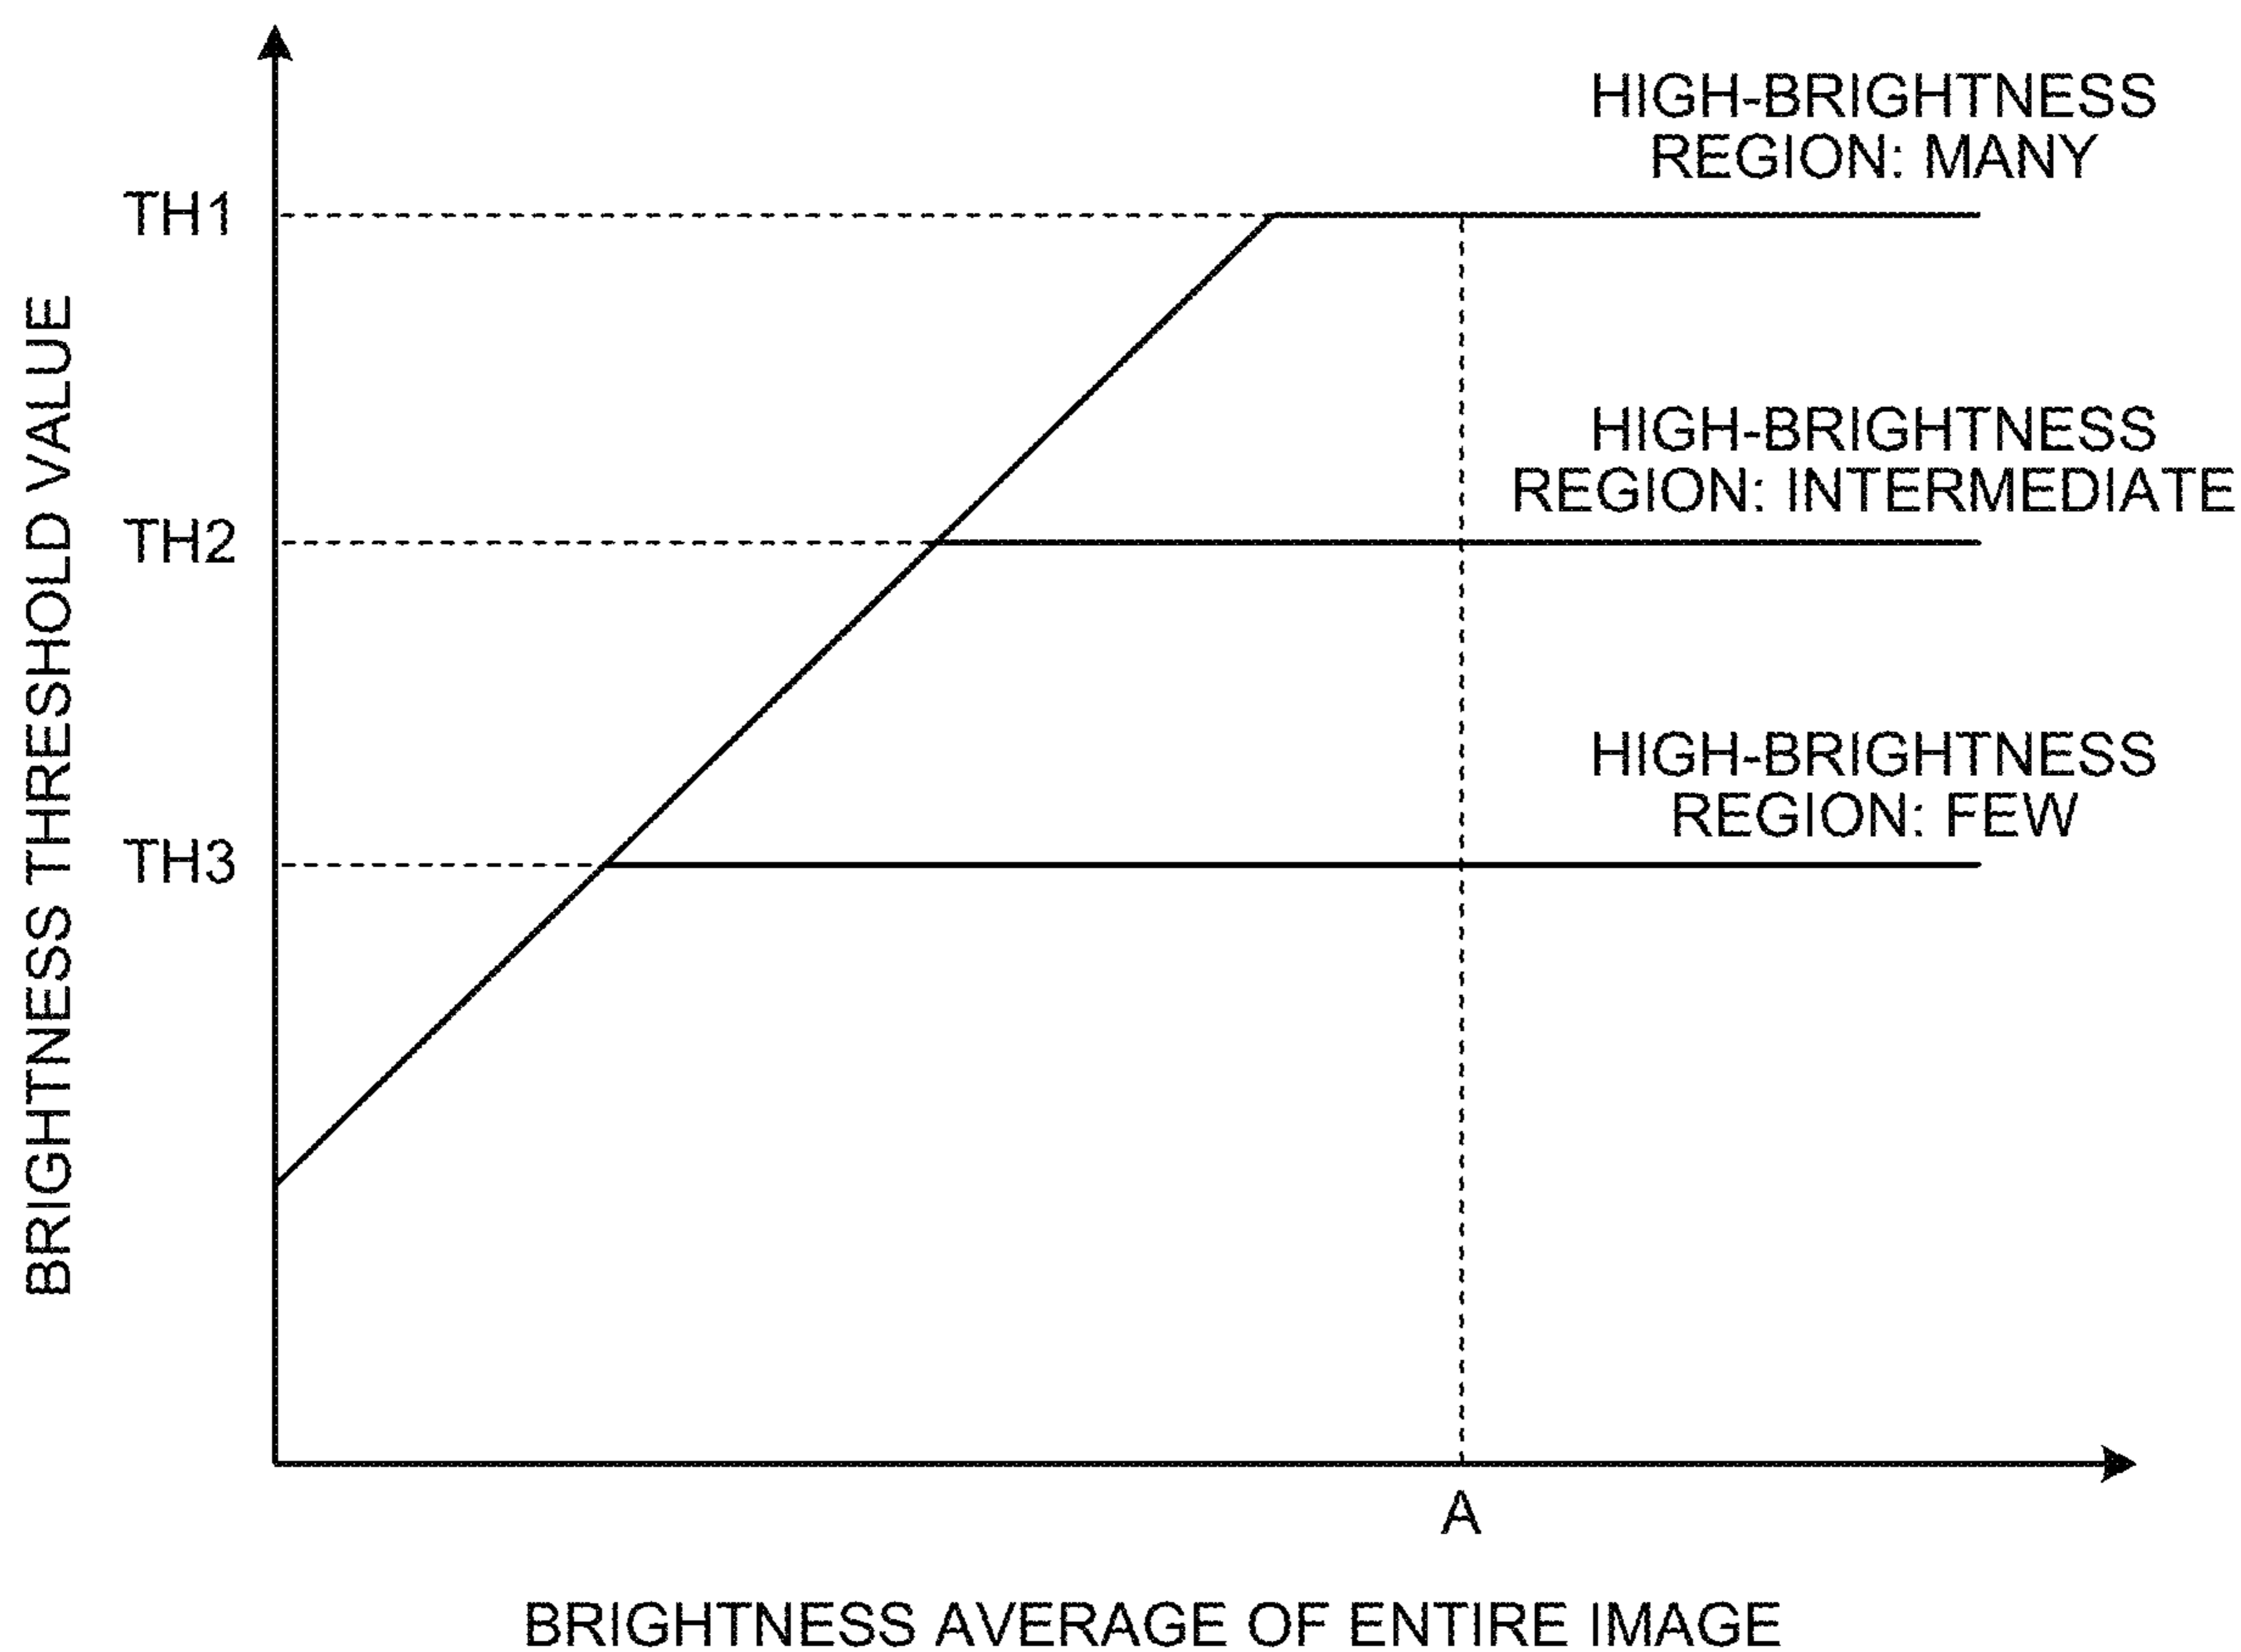 HIGH-BRIGHTNESS
REGION: MANY
TH1
HIGH-BRIGHTNESS
REGION: INTERMEDIATE
TH2
HIGH-BRIGHTNESS
REGION: FEW
TH3
BRIGHTNESS THRESHOLD VALUE
A
BRIGHTNESS AVERAGE OF ENTIRE IMAGE